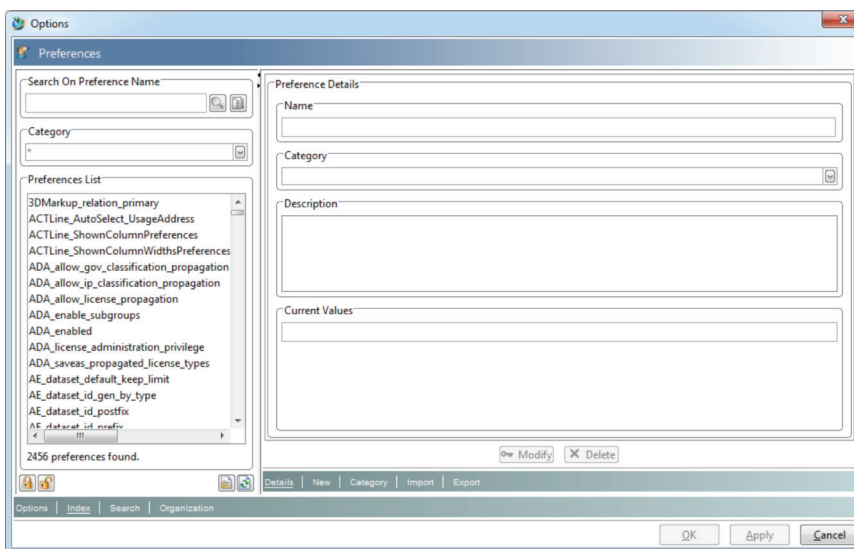 Options
Preferences
Search On Preference Name
Category
*
Preferences List
3DMarkup_relation_primary
ACTLine_AutoSelect_UsageAddress
ACTLine_ShownColumnPreferences
ACTLine_ShownColumnWidthsPreferences
ADA_allow_gov_classification_propagation
ADA_allow_ip_classification_propagation
ADA_allow_license_propagation
ADA_enable_subgroups
ADA_enabled
ADA_license_administration_privilege
ADA_saveas_propagated_license_types
AE_dataset_default_keep_limit
AE_dataset_id_gen_by_type
AE_dataset_id_postfix
AE_dataset_id_prefix
2456 preferences found.
Preference Details
Name
Category
Description
Current Values
Modify Delete
Details New Category Import Export
Options Index Search Organization
OK Apply Cancel